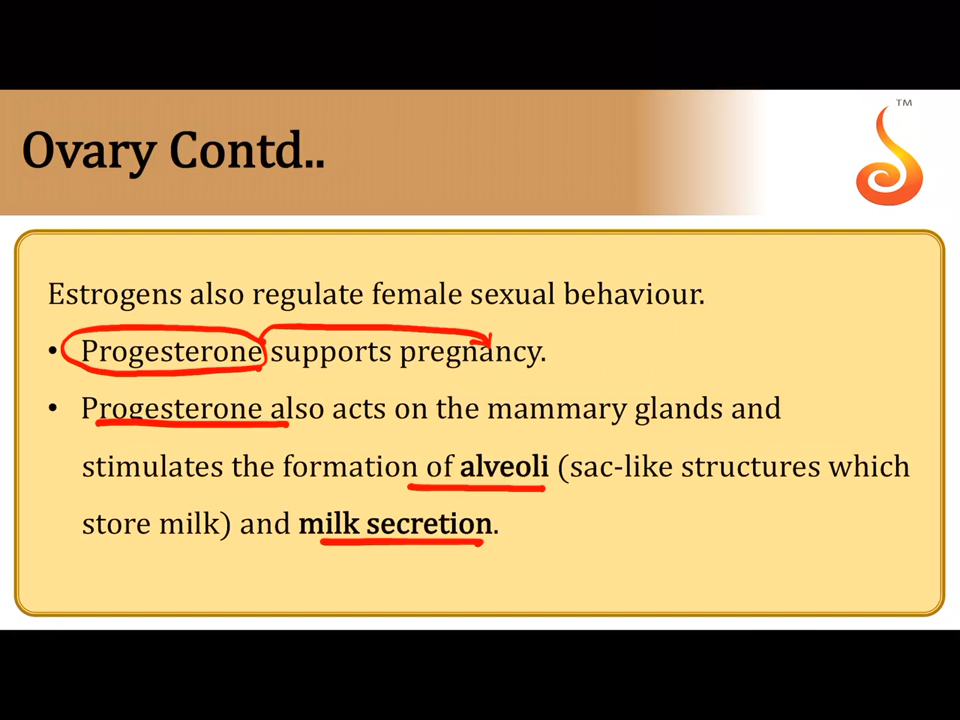 TM
Ovary Contd..
Estrogens also regulate female sexual behaviour.
• Progesterone supports pregnancy.
• Progesterone also acts on the mammary glands and
stimulates the formation of alveoli (sac-like structures which
store milk) and milk secretion.